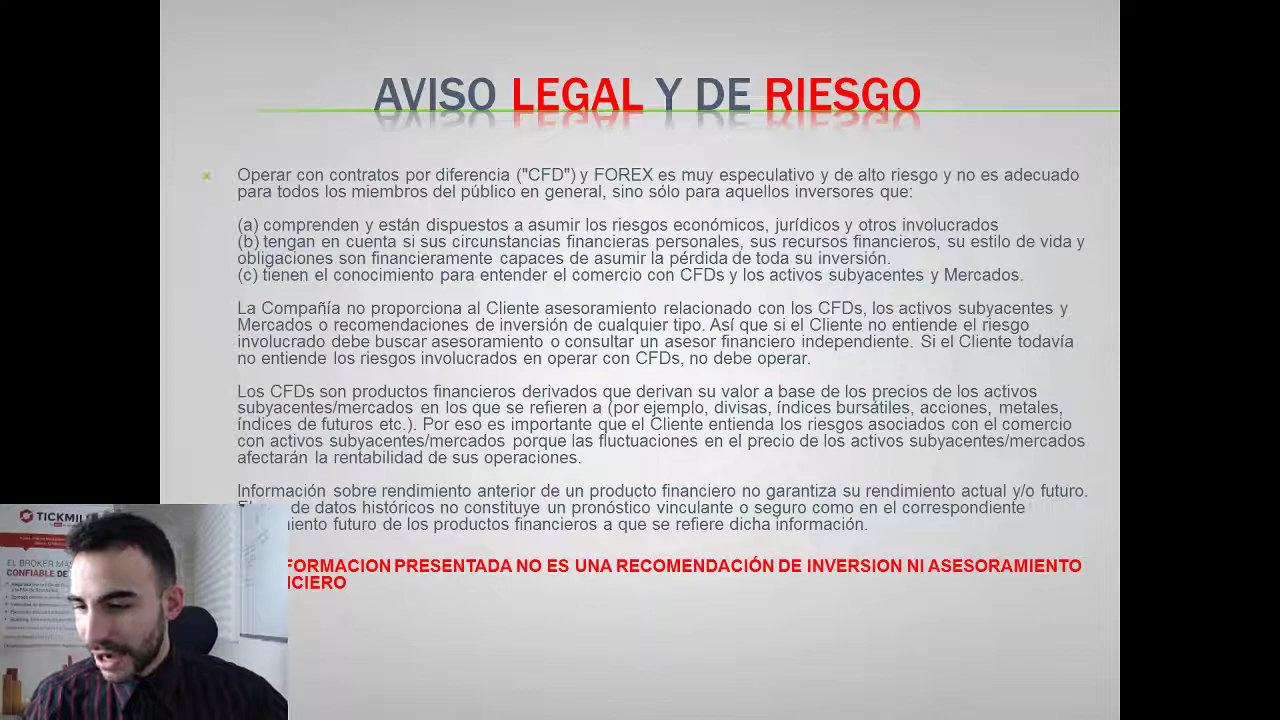 AVISO LEGAL Y DE RIESGO
Operar con contratos por diferencia ("CFD") y FOREX es muy especulativo y de alto riesgo y no es adecuado
para todos los miembros del público en general, sino sólo para aquellos inversores que:
(a) comprenden y están dispuestos a asumir los riesgos económicos, jurídicos y otros involucrados
(b) tengan en cuenta si sus circunstancias financieras personales, sus recursos financieros, su estilo de vida y
obligaciones son financieramente capaces de asumir la pérdida de toda su inversión.
(c) tienen el conocimiento para entender el comercio con CFDs y los activos subyacentes y Mercados.
La Compañía no proporciona al Cliente asesoramiento relacionado con los CFDs, los activos subyacentes y
Mercados o recomendaciones de inversión de cualquier tipo. Así que si el Cliente no entiende el riesgo
involucrado debe buscar asesoramiento o consultar un asesor financiero independiente. Si el Cliente todavía
no entiende los riesgos involucrados en operar con CFDs, no debe operar.
Los CFDs son productos financieros derivados que derivan su valor a base de los precios de los activos
subyacentes/mercados en los que se refieren a (por ejemplo, divisas, índices bursátiles, acciones, metales,
índices de futuros etc.). Por eso es importante que el Cliente entienda los riesgos asociados con el comercio
con activos subyacentes/mercados porque las fluctuaciones en el precio de los activos subyacentes/mercados
afectarán la rentabilidad de sus operaciones.
Información sobre rendimiento anterior de un producto financiero no garantiza su rendimiento actual y/o futuro.
de datos históricos no constituye un pronóstico vinculante o seguro como en el correspondiente
miento futuro de los productos financieros a que se refiere dicha información.
FORMACION PRESENTADA NO ES UNA RECOMENDACIÓN DE INVERSION NI ASESORAMIENTO
NCIERO
TICKMIL
EL BROKER MÁS
CONFIABLE DE